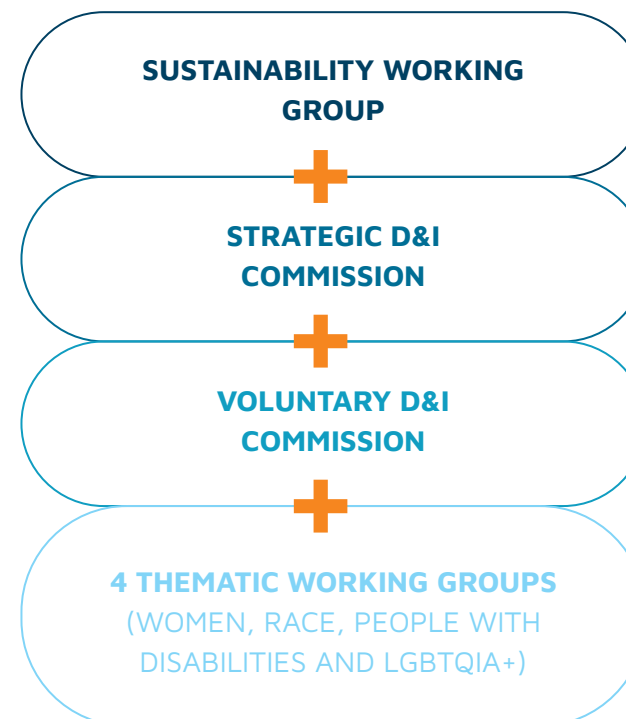 SUSTAINABILITY WORKING
GROUP
STRATEGIC D&I
COMMISSION
VOLUNTARY D&I
COMMISSION
4 THEMATIC WORKING GROUPS
(WOMEN, RACE, PEOPLE WITH
DISABILITIES AND LGBTQIA+)